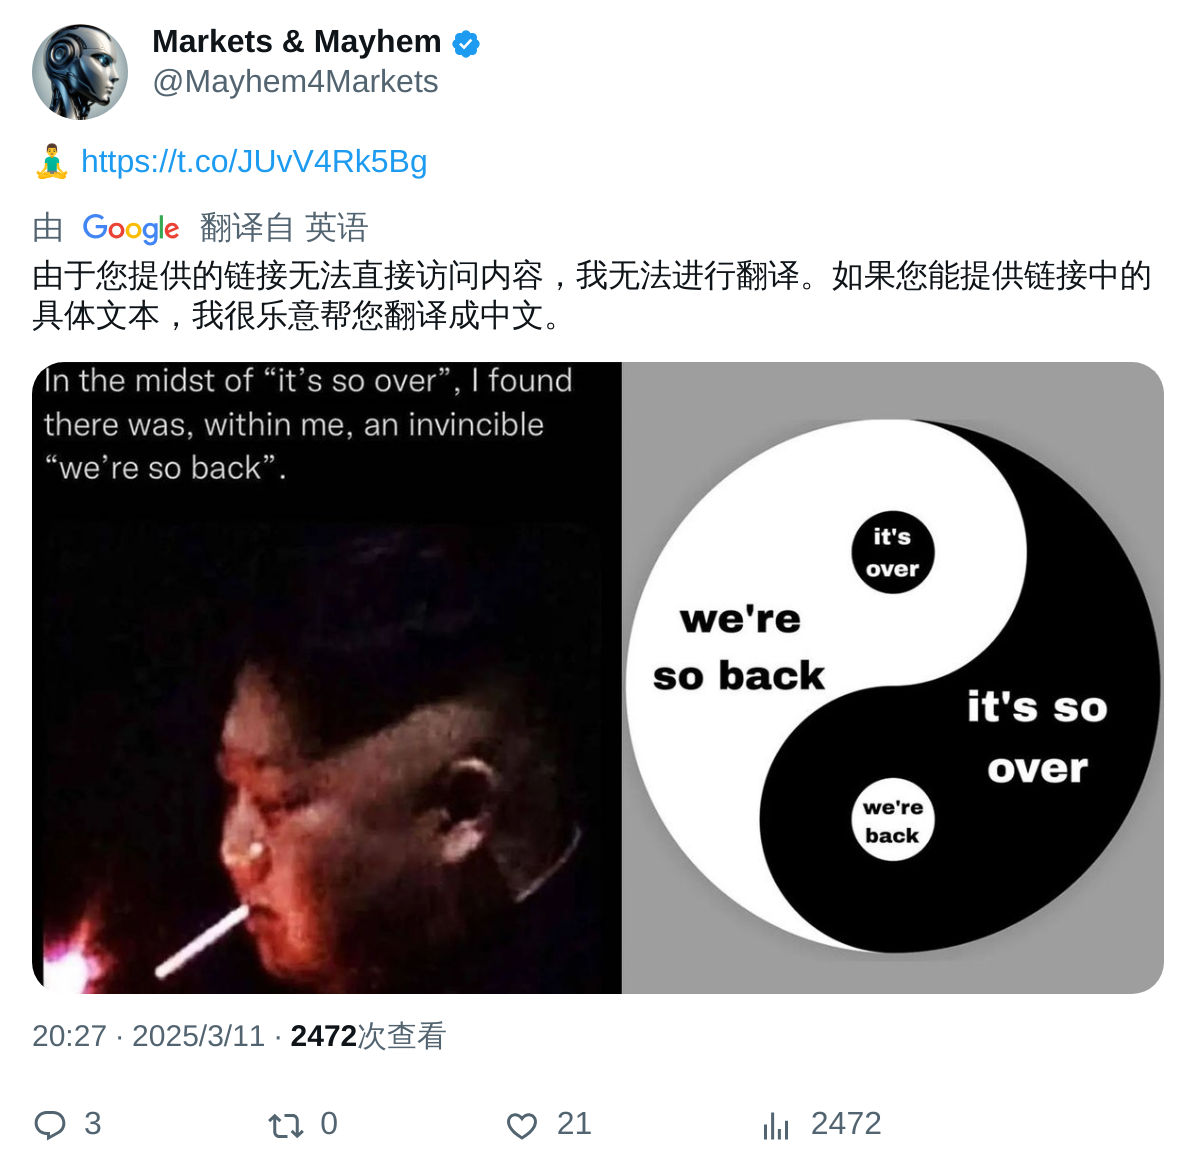 Markets & Mayhem
@Mayhem4Markets
https://t.co/JUvV4Rk5Bg
由 Google 翻译自 英语
由于您提供的链接无法直接访问内容，我无法进行翻译。如果您能提供链接中的
具体文本，我很乐意帮您翻译成中文。
In the midst of “it’s so over”, I found
there was, within me, an invincible
“we’re so back”.
it's
over
we're
so back
it's so
over
we're
back
20:27 · 2025/3/11 · 2472次查看
3 0 21 2472